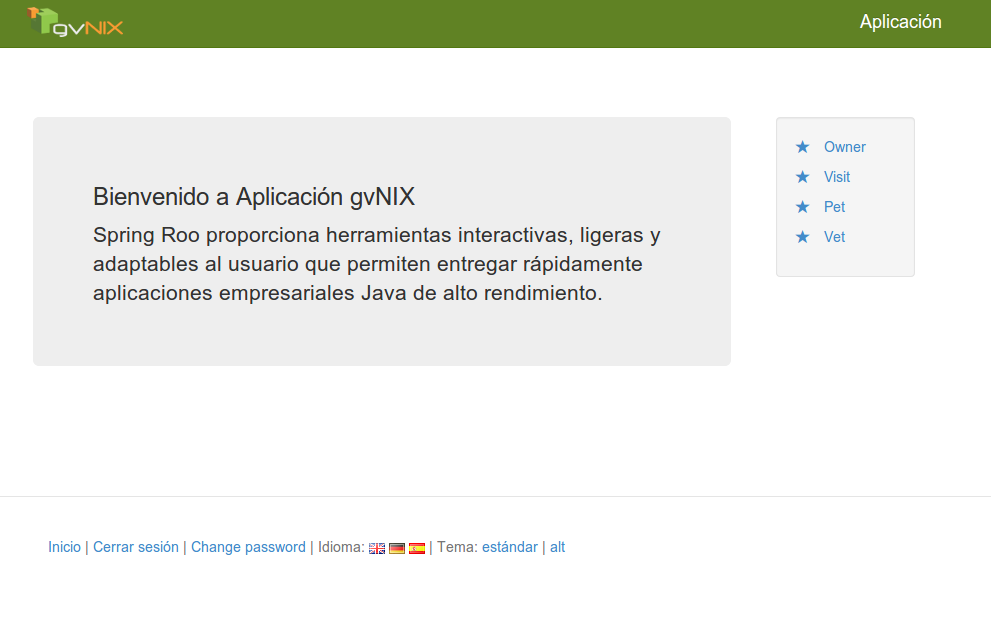 gvNIX
Aplicación
Bienvenido a Aplicación gvNIX
Spring Roo proporciona herramientas interactivas, ligeras y
adaptables al usuario que permiten entregar rápidamente
aplicaciones empresariales Java de alto rendimiento.
Owner
Visit
Pet
Vet
Inicio | Cerrar sesión | Change password | Idioma: | Tema: estándar | alt